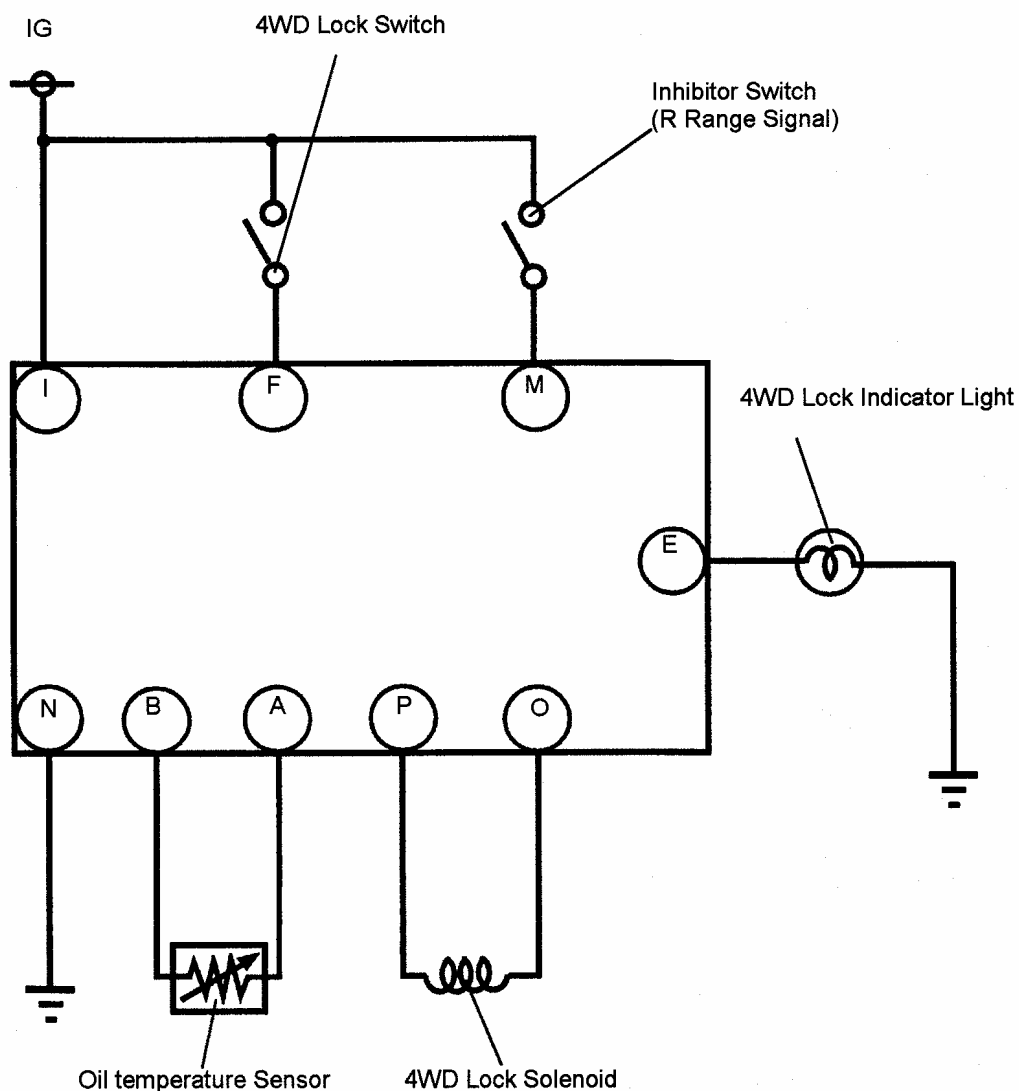 IG
4WD Lock Switch
Inhibitor Switch
(R Range Signal)
I
F
M
4WD Lock Indicator Light
E
N
B
A
P
O
Oil temperature Sensor
4WD Lock Solenoid